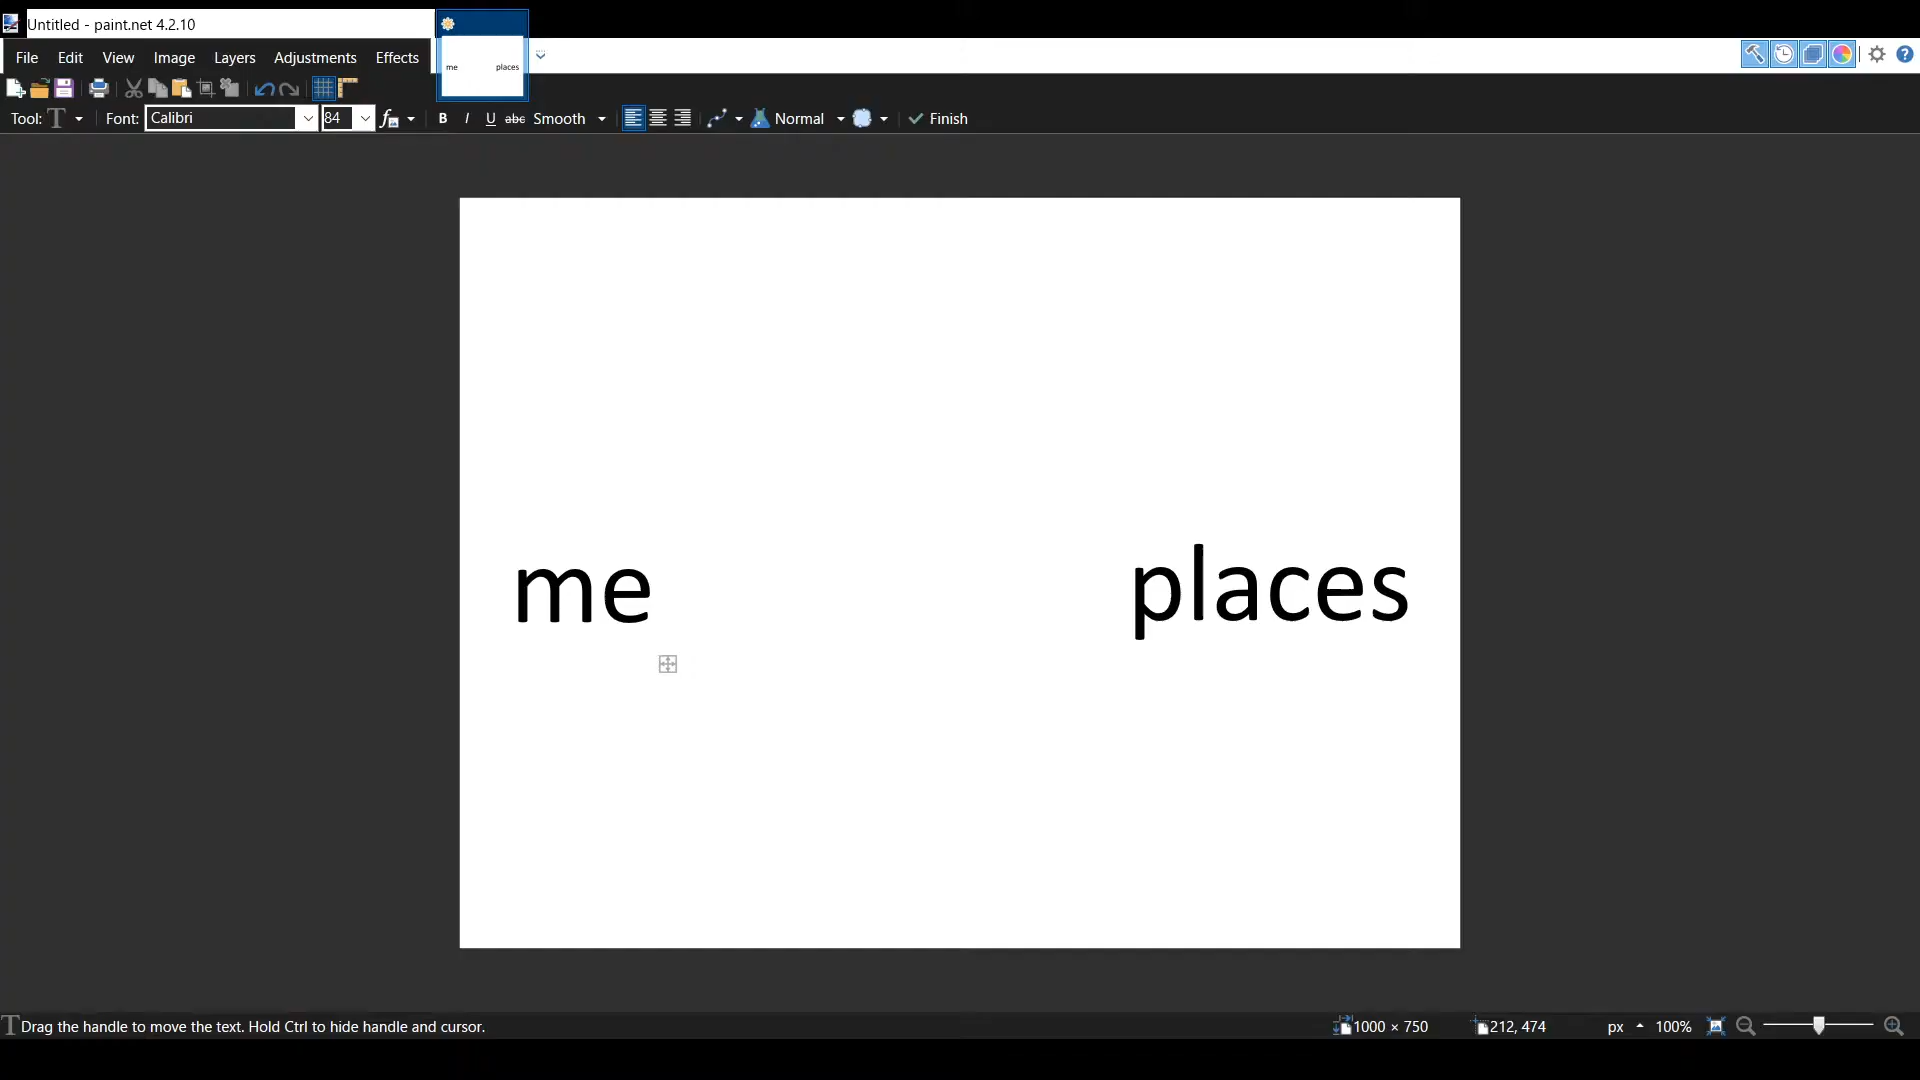 Untitled - paint.net 4.2.10
File Edit View Image Layers Adjustments Effects
me places
Tool: T Font: Calibri 84 fx B I U abc Smooth Normal Finish
me places
Drag the handle to move the text. Hold Ctrl to hide handle and cursor. 1000 × 750 212, 474 px 100%